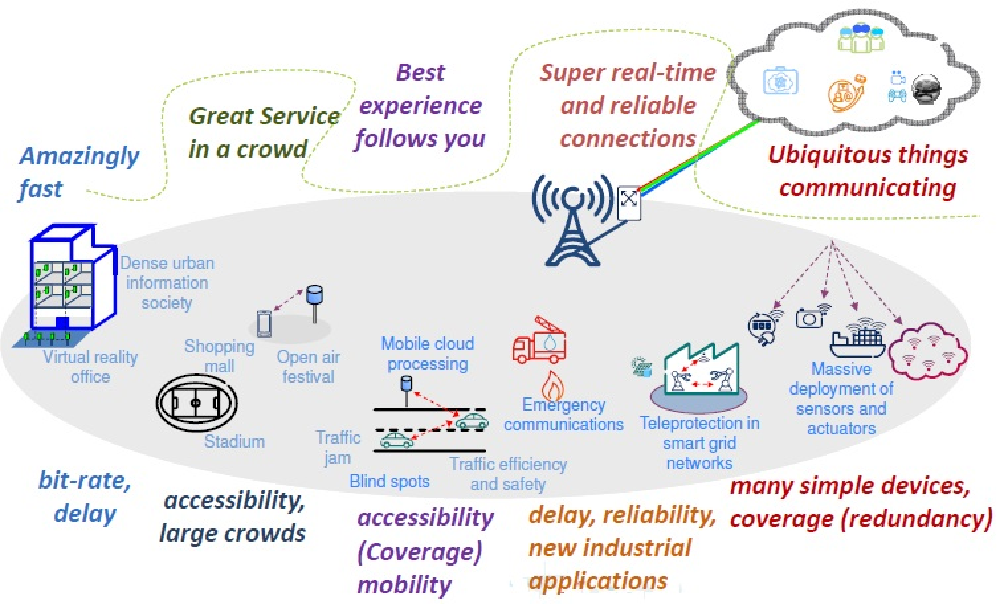 Amazingly
fast
Great Service
in a crowd
Best
experience
follows you
Super real-time
and reliable
connections
Ubiquitous things
communicating
Dense urban
information
society
Virtual reality
office
Shopping
mall
Open air
festival
Stadium
Mobile cloud
processing
Traffic
jam
Blind spots
Traffic efficiency
and safety
Emergency
communications
Teleprotection in
smart grid
networks
Massive
deployment of
sensors and
actuators
bit-rate,
delay
accessibility,
large crowds
accessibility
(Coverage)
mobility
delay, reliability,
new industrial
applications
many simple devices,
coverage (redundancy)